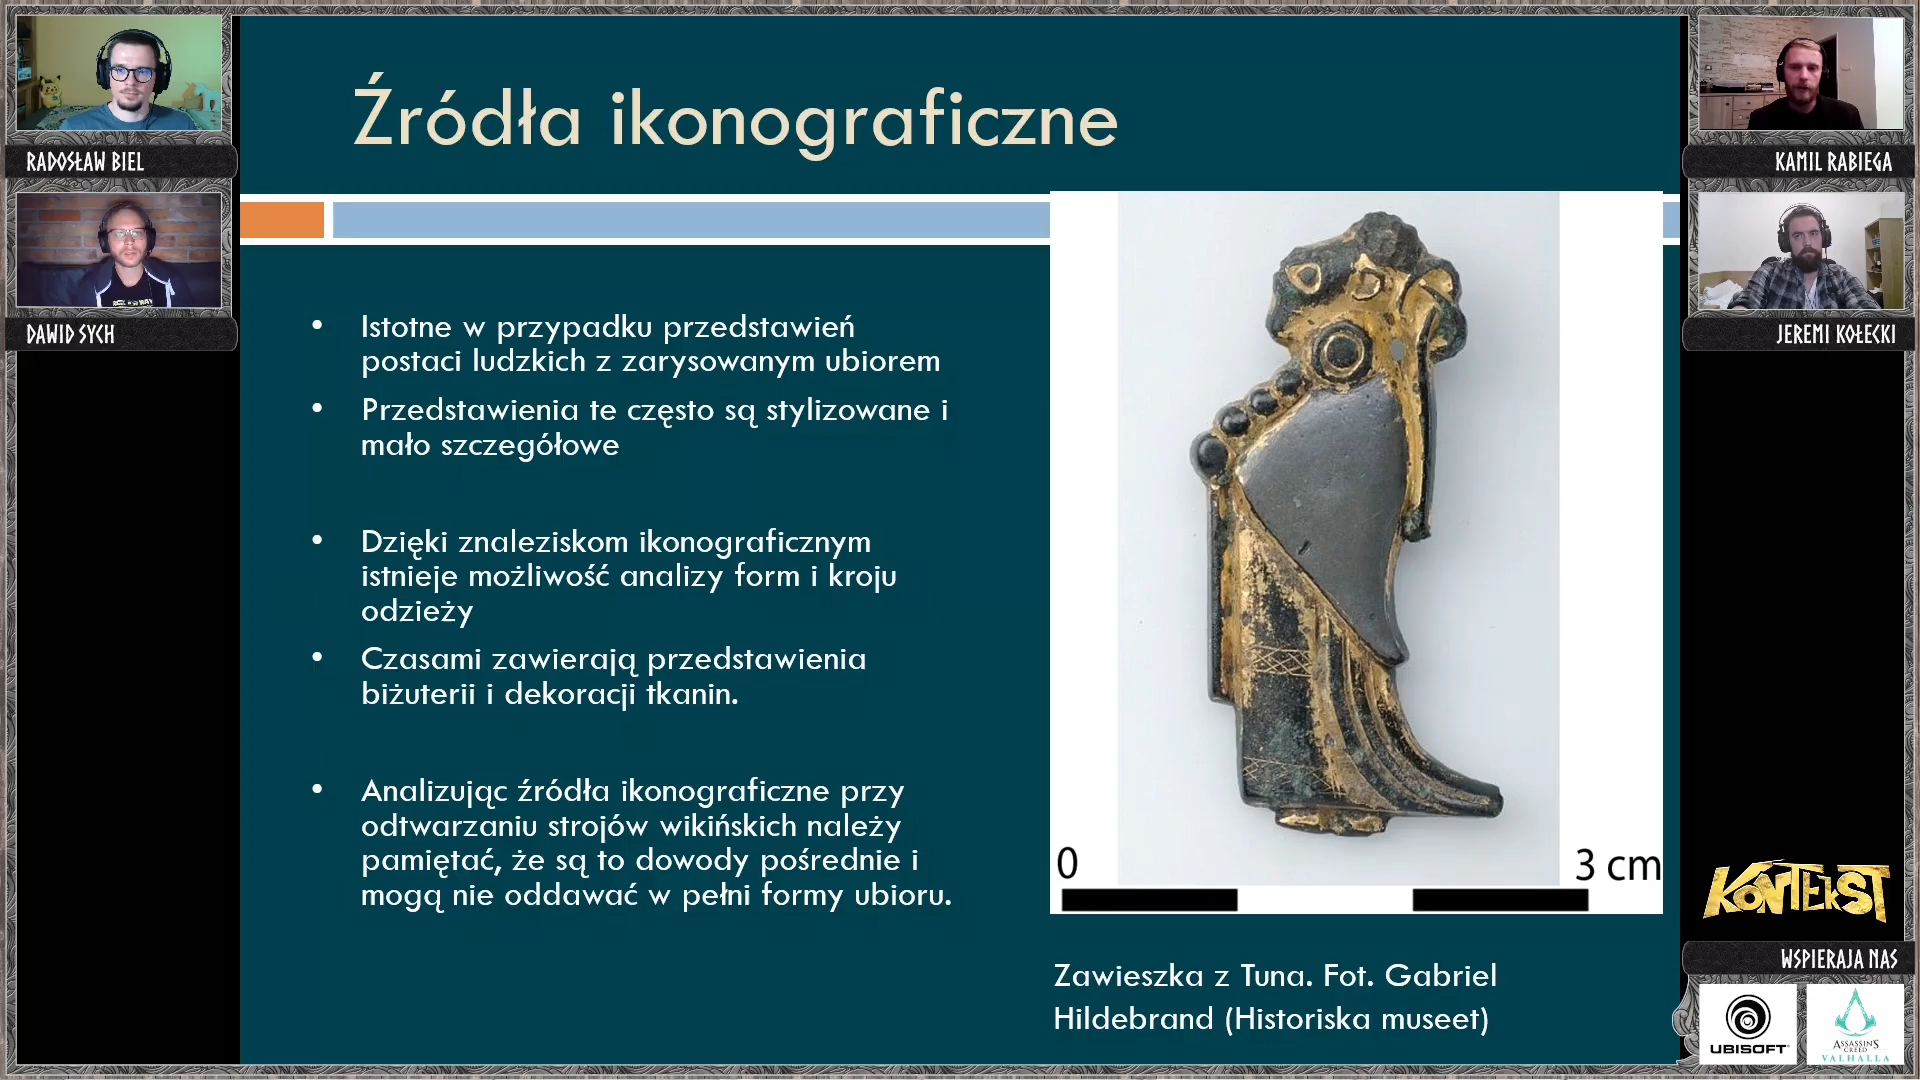 Źródła ikonograficzne
RADOSŁAW BIEL
DAWID SYCH
KAMIL RABIEGA
JEREMI KOŁECKI
• Istotne w przypadku przedstawień
postaci ludzkich z zarysowanym ubiorem
• Przedstawienia te często są stylizowane i
mało szczegółowe
• Dzięki znaleziskom ikonograficznym
istnieje możliwość analizy form i kroju
odzieży
• Czasami zawierają przedstawienia
biżuterii i dekoracji tkanin.
• Analizując źródła ikonograficzne przy
odtwarzaniu strojów wikińskich należy
pamiętać, że są to dowody pośrednie i
mogą nie oddawać w pełni formy ubioru.
0 3 cm
Zawieszka z Tuna. Fot. Gabriel
Hildebrand (Historiska museet)
KONTEKST
WSPIERAJA NAS
UBISOFT
ASSASSIN'S
CREED
VALHALLA